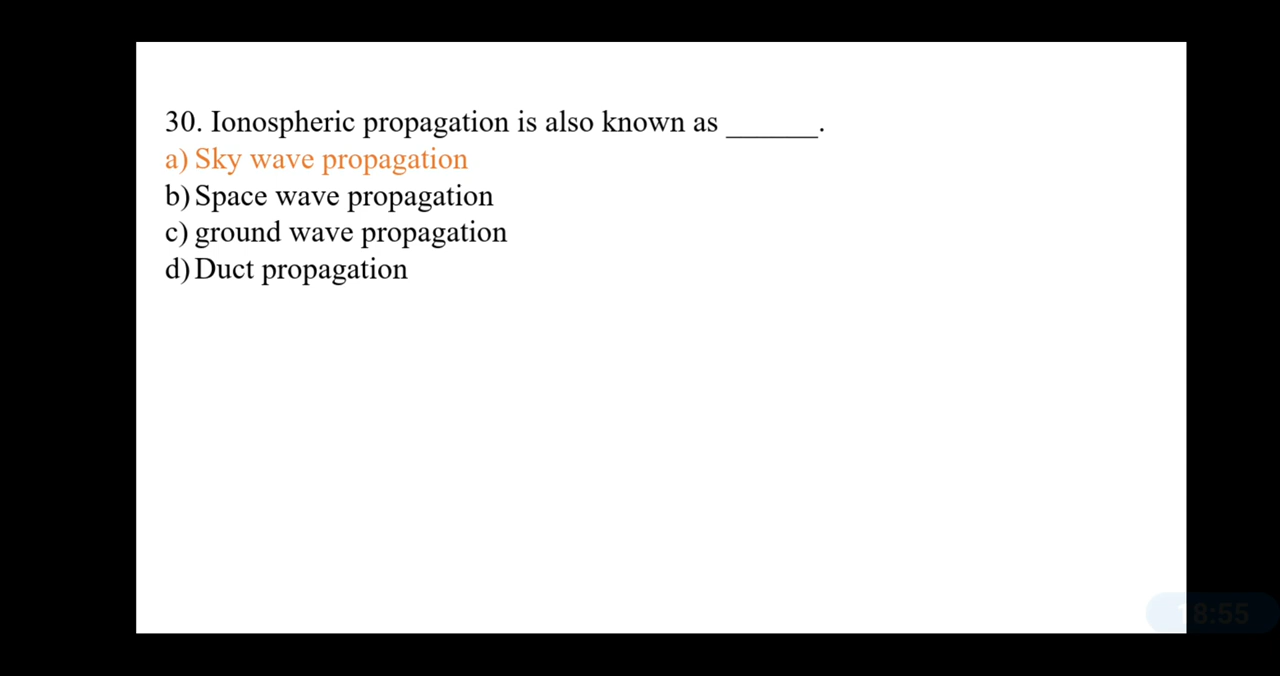 30. Ionospheric propagation is also known as ______.
a) Sky wave propagation
b) Space wave propagation
c) ground wave propagation
d) Duct propagation
18:55